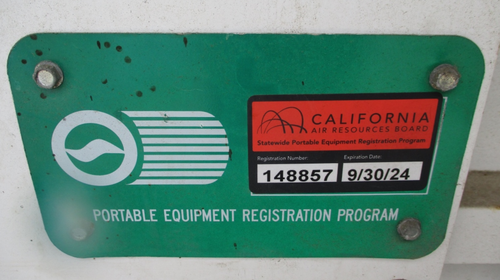 CALIFORNIA
AIR RESOURCES BOARD
Statewide Portable Equipment Registration Program
Registration Number: Expiration Date:
148857 9/30/24
PORTABLE EQUIPMENT REGISTRATION PROGRAM